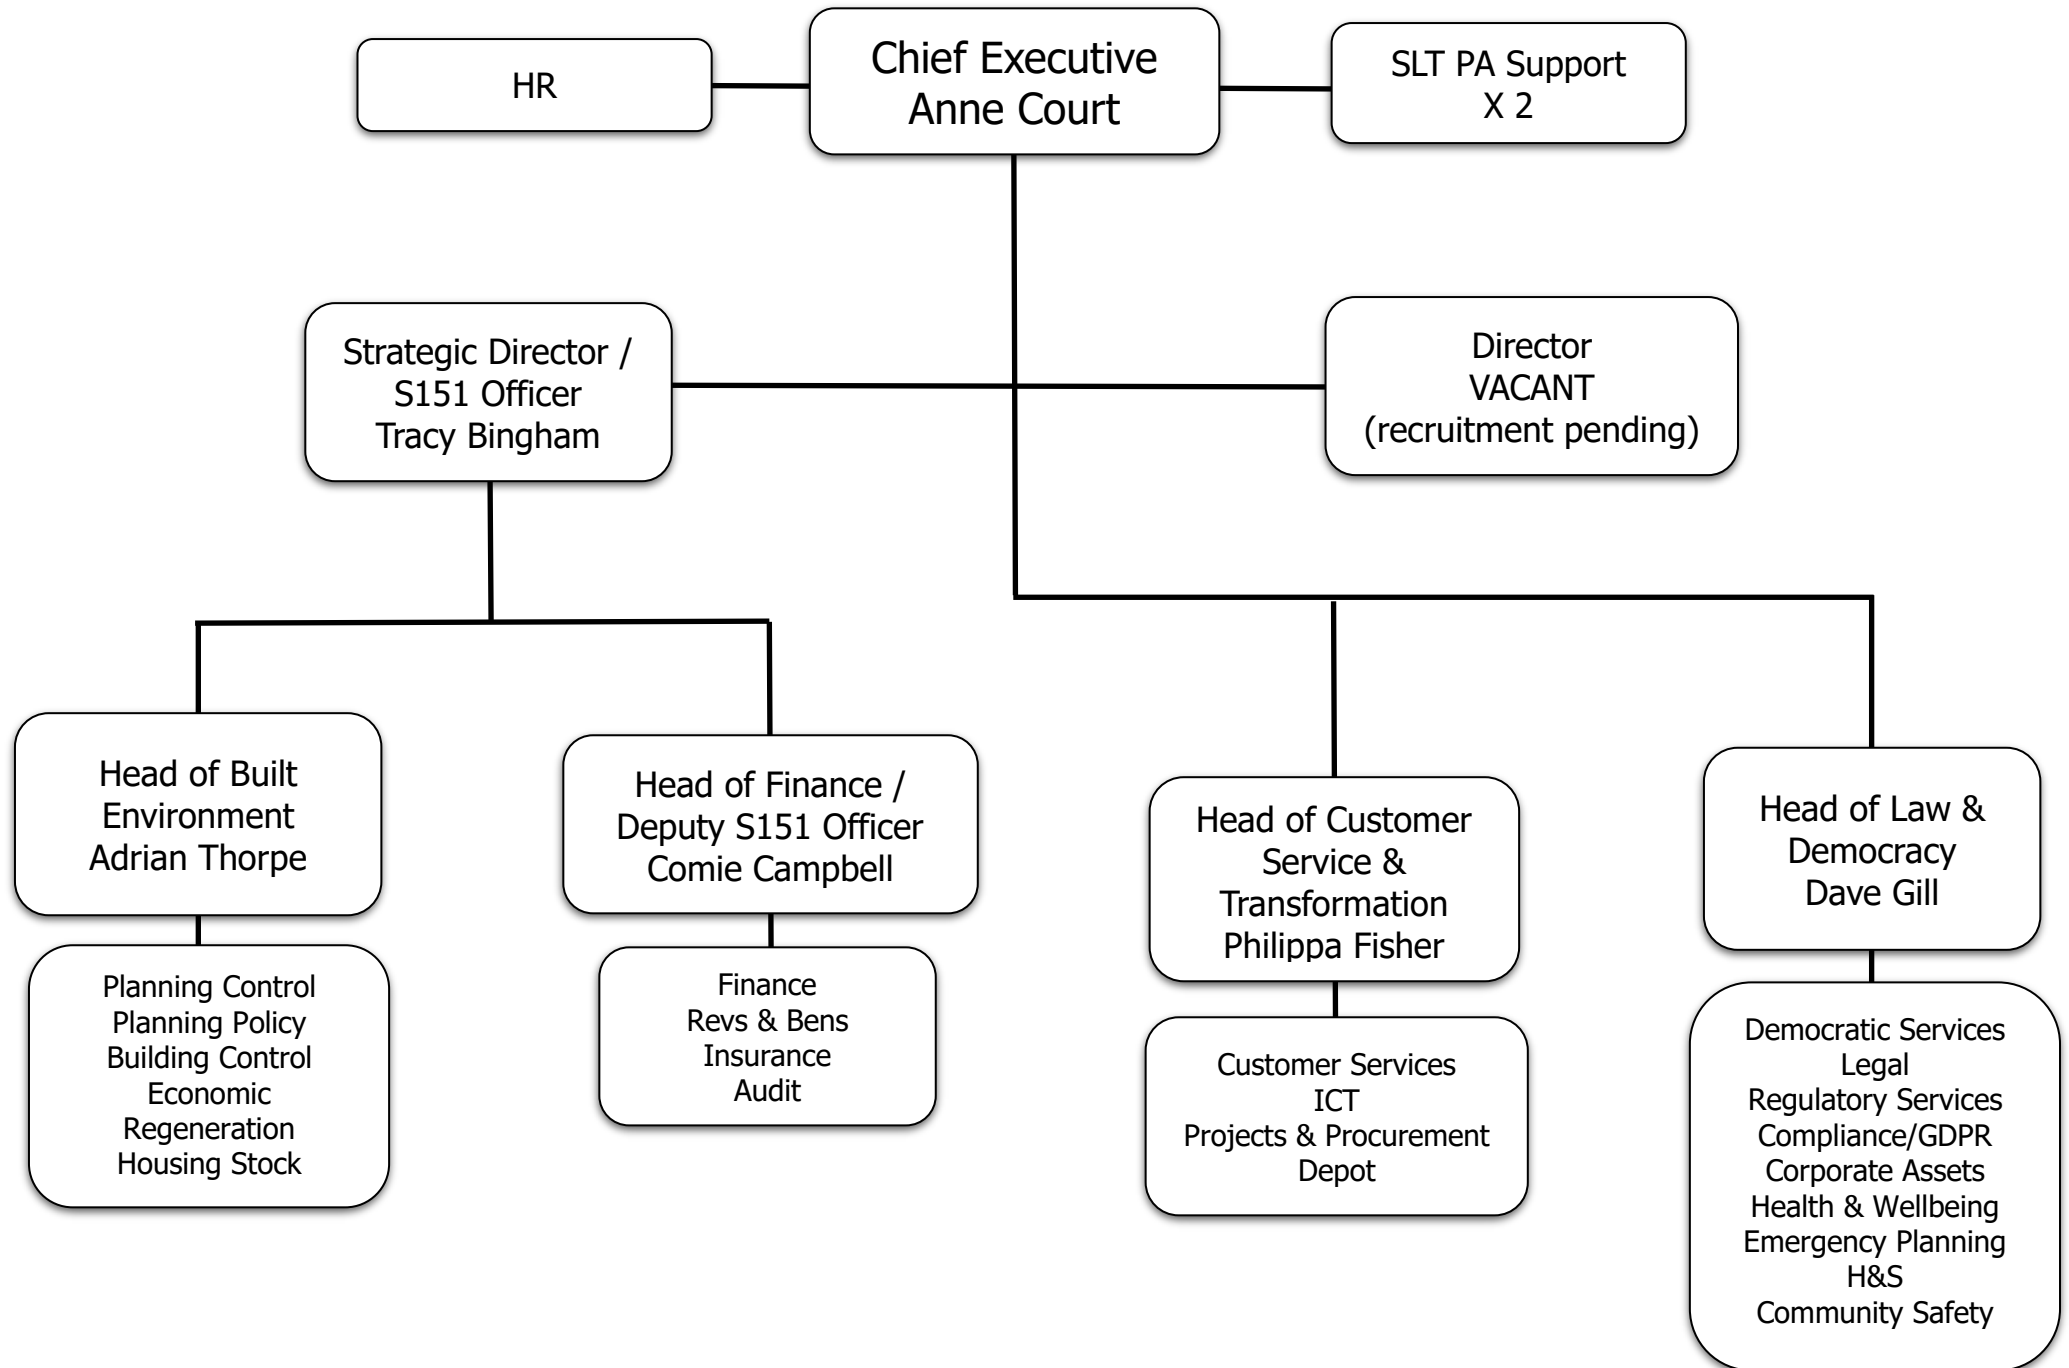 HR
Chief Executive
Anne Court
SLT PA Support
X 2
Strategic Director /
S151 Officer
Tracy Bingham
Director
VACANT
(recruitment pending)
Head of Built
Environment
Adrian Thorpe
Head of Finance /
Deputy S151 Officer
Comie Campbell
Head of Customer
Service &
Transformation
Philippa Fisher
Head of Law &
Democracy
Dave Gill
Planning Control
Planning Policy
Building Control
Economic
Regeneration
Housing Stock
Finance
Revs & Bens
Insurance
Audit
Customer Services
ICT
Projects & Procurement
Depot
Democratic Services
Legal
Regulatory Services
Compliance/GDPR
Corporate Assets
Health & Wellbeing
Emergency Planning
H&S
Community Safety